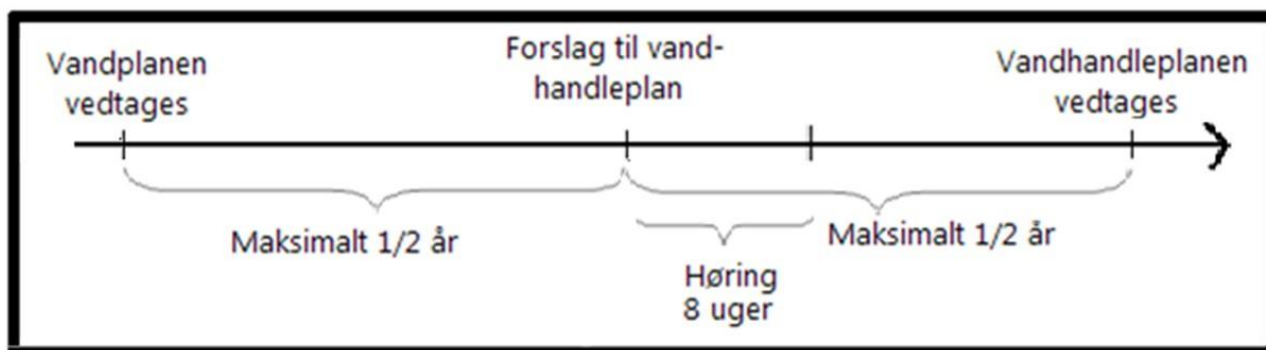 Vandplanen
vedtages
Forslag til vand-
handleplan
Vandhandleplanen
vedtages
Maksimalt 1/2 år
Maksimalt 1/2 år
Høring
8 uger